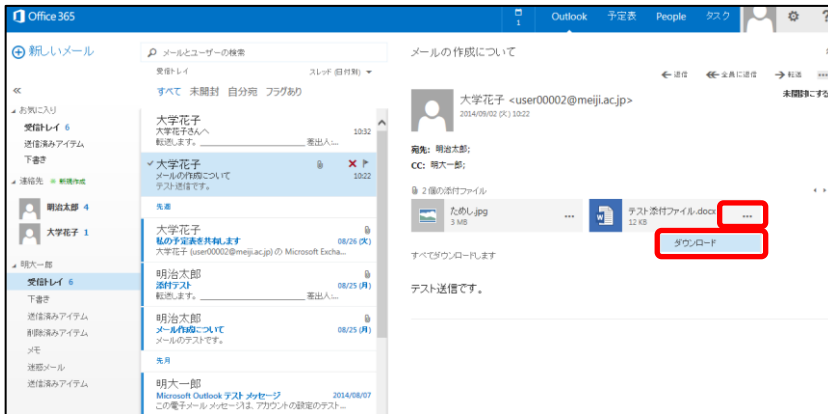 Office 365
1
Outlook 予定表 People タスク
?
新しいメール
メールとユーザーの検索
受信トレイ スレッド (日付別)
すべて 未開封 自分宛 フラグあり
お気に入り
受信トレイ 6
送信済みアイテム
下書き
連絡先 新規作成
明治太郎 4
大学花子 1
明大一郎
受信トレイ 6
下書き
送信済みアイテム
削除済みアイテム
メモ
迷惑メール
送信済みアイテム
大学花子
大学花子さんへ 10:32
転送します。 差出人:...
大学花子
メールの作成について 10:22
テスト送信です。
先週
大学花子
私の予定表を共有します 08/26 (火)
大学花子 (user00002@meiji.ac.jp) の Microsoft Excha...
明治太郎
添付テスト 08/25 (月)
転送します。 差出人:...
明治太郎
メール作成について 08/25 (月)
メールのテストです。
先月
明大一郎
Microsoft Outlook テスト メッセージ 2014/08/07
この電子メール メッセージは、アカウントの設定のテスト...
メールの作成について
返信 全員に返信 転送 ...
未開封にする
大学花子 <user00002@meiji.ac.jp>
2014/09/02 (火) 10:22
宛先: 明治太郎;
CC: 明大一郎;
2 個の添付ファイル
ためし.jpg ...
3 MB
テスト添付ファイル.docx ...
12 KB
ダウンロード
すべてダウンロードします
テスト送信です。